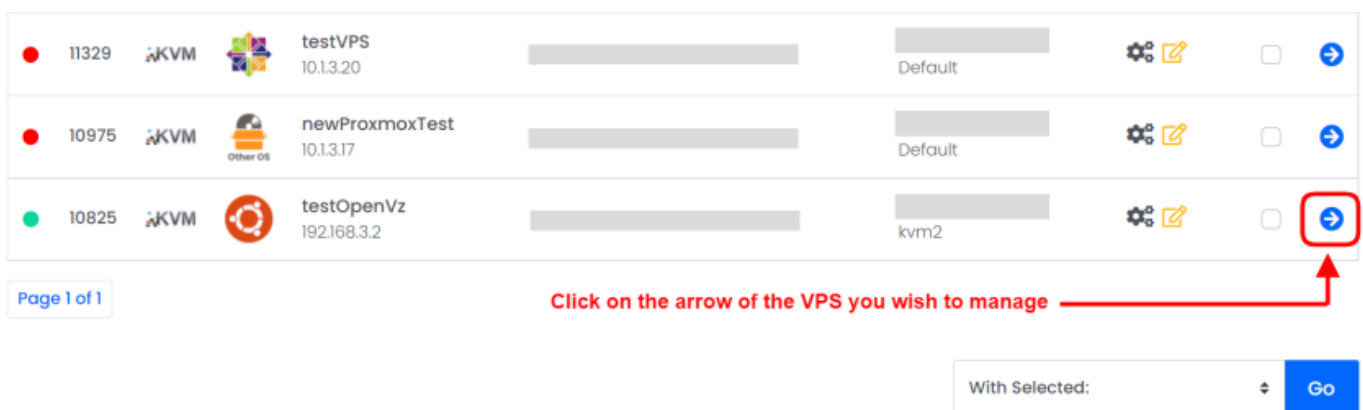 11329 KVM testVPS
10.1.3.20 Default
10975 KVM newProxmoxTest
Other OS 10.1.3.17 Default
10825 KVM testOpenVz
192.168.3.2 kvm2
Page 1 of 1 Click on the arrow of the VPS you wish to manage
With Selected: Go